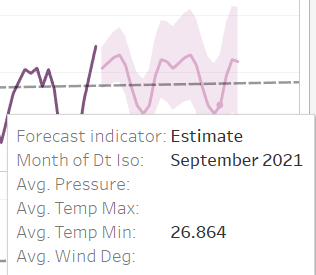 Forecast indicator: Estimate
Month of Dt Iso: September 2021
Avg. Pressure:
Avg. Temp Max:
Avg. Temp Min: 26.864
Avg. Wind Deg: